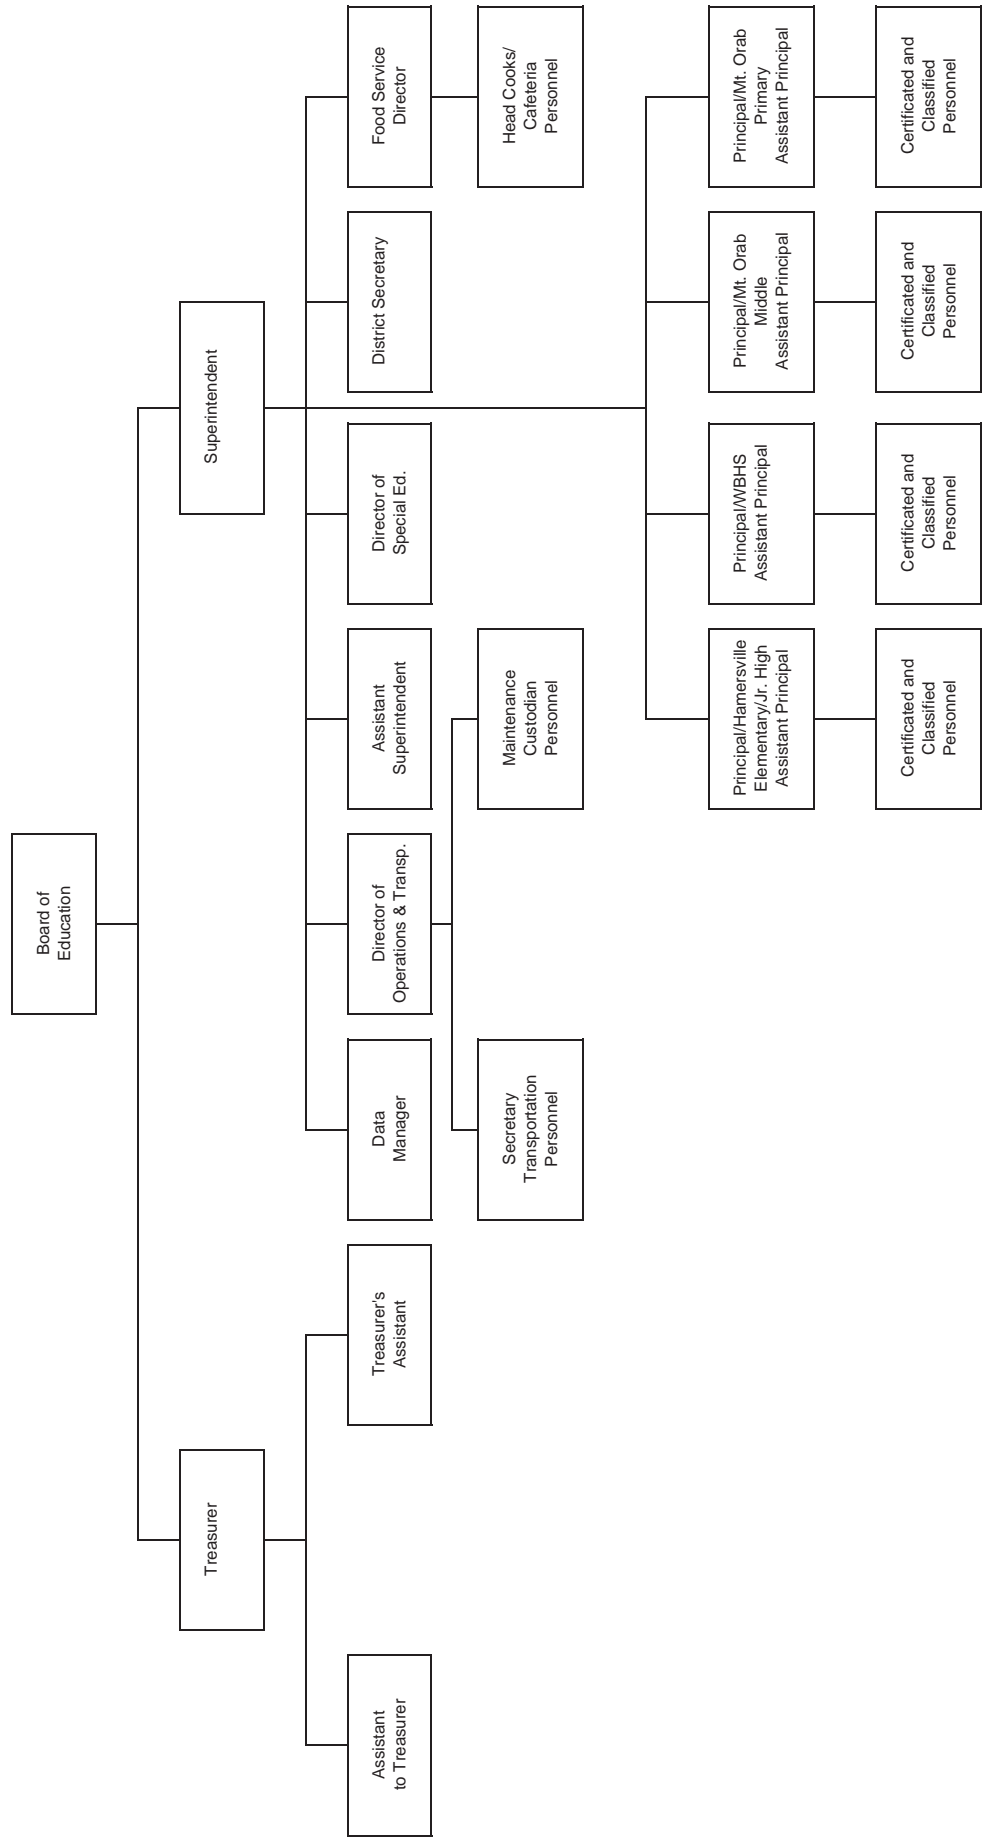 Board of
Education
Treasurer
Superintendent
Assistant
to Treasurer
Treasurer's
Assistant
Data
Manager
Director of
Operations & Transp.
Assistant
Superintendent
Director of
Special Ed.
District Secretary
Food Service
Director
Secretary
Transportation
Personnel
Maintenance
Custodian
Personnel
Head Cooks/
Cafeteria
Personnel
Principal/Hamersville
Elementary/Jr. High
Assistant Principal
Principal/WBHS
Assistant Principal
Principal/Mt. Orab
Middle
Assistant Principal
Principal/Mt. Orab
Primary
Assistant Principal
Certificated and
Classified
Personnel
Certificated and
Classified
Personnel
Certificated and
Classified
Personnel
Certificated and
Classified
Personnel